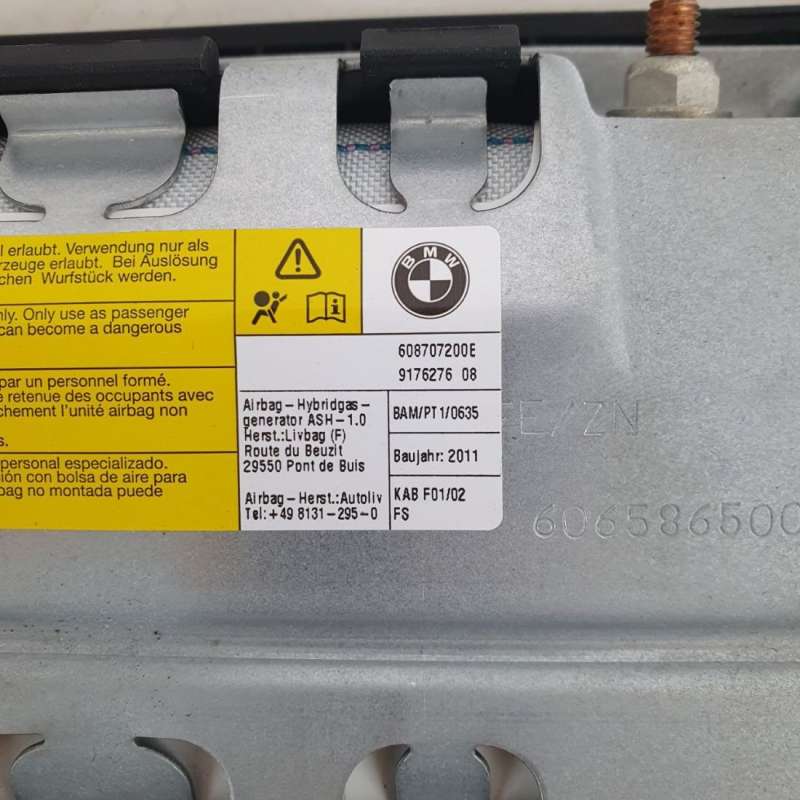 l erlaubt. Verwendung nur als
rzeuge erlaubt. Bei Auslösung
chen Wurfstück werden.
nly. Only use as passenger
can become a dangerous
par un personnel formé.
e retenue des occupants avec
chement l'unité airbag non
s.
personal especializado.
ión con bolsa de aire para
bag no montada puede
BMW
608707200E
9176276 08
Airbag-Hybridgas-
generator ASH-1.0
Herst.:Livbag (F)
Route du Beuzit
29550 Pont de Buis
Airbag-Herst.:Autoliv
Tel:+49 8131-295-0
BAM/PT1/0635
Baujahr: 2011
KAB F01/02
FS
FE/ZN
606586500